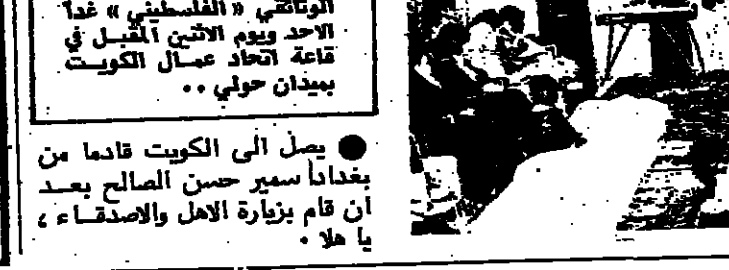 الوثائقي «الفلسطيني» غداً
الاحد ويوم الاثنين المقبل في
قاعة اتحاد عمال الكويت
بميدان حولي ..
● يصل الى الكويت قادما من
بغداد سمير حسن الصالح بعد
ان قام بزيارة الاهل والاصدقاء ،
يا هلا .